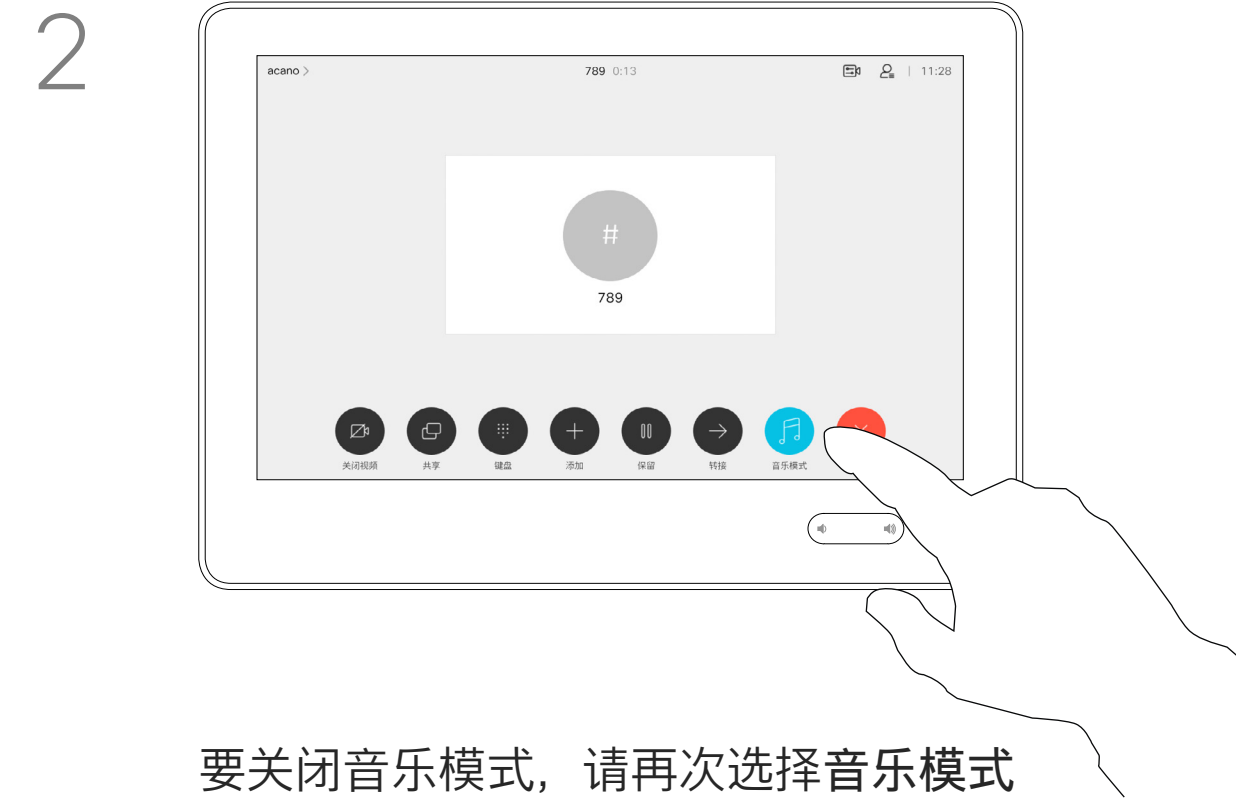 2
acano >
789 0:13
11:28
#
789
关闭视频
共享
键盘
添加
保留
转接
音乐模式
要关闭音乐模式，请再次选择音乐模式